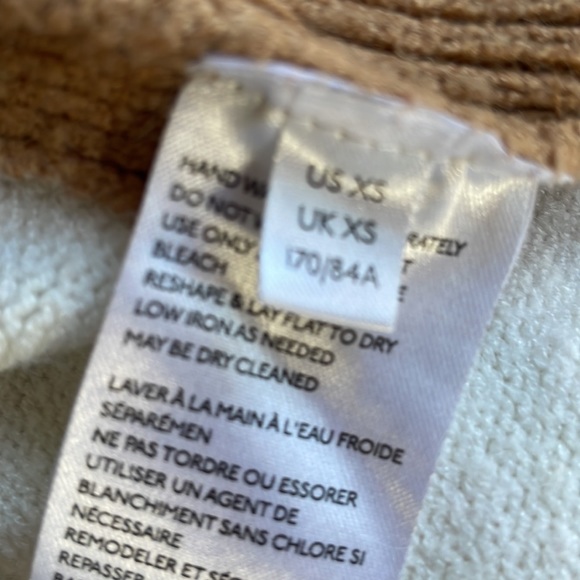 US XS
UK XS
170/84A
HAND
DO NOT RATELY
USE ONLY
BLEACH
RESHAPE & LAY FLAT TO DRY
LOW IRON AS NEEDED
MAY BE DRY CLEANED
LAVER À LA MAIN À L'EAU FROIDE
SÉPARÉMEN
NE PAS TORDRE OU ESSORER
UTILISER UN AGENT DE
BLANCHIMENT SANS CHLORE SI
NÉCESSAIRE
REMODELER ET
REPASSER